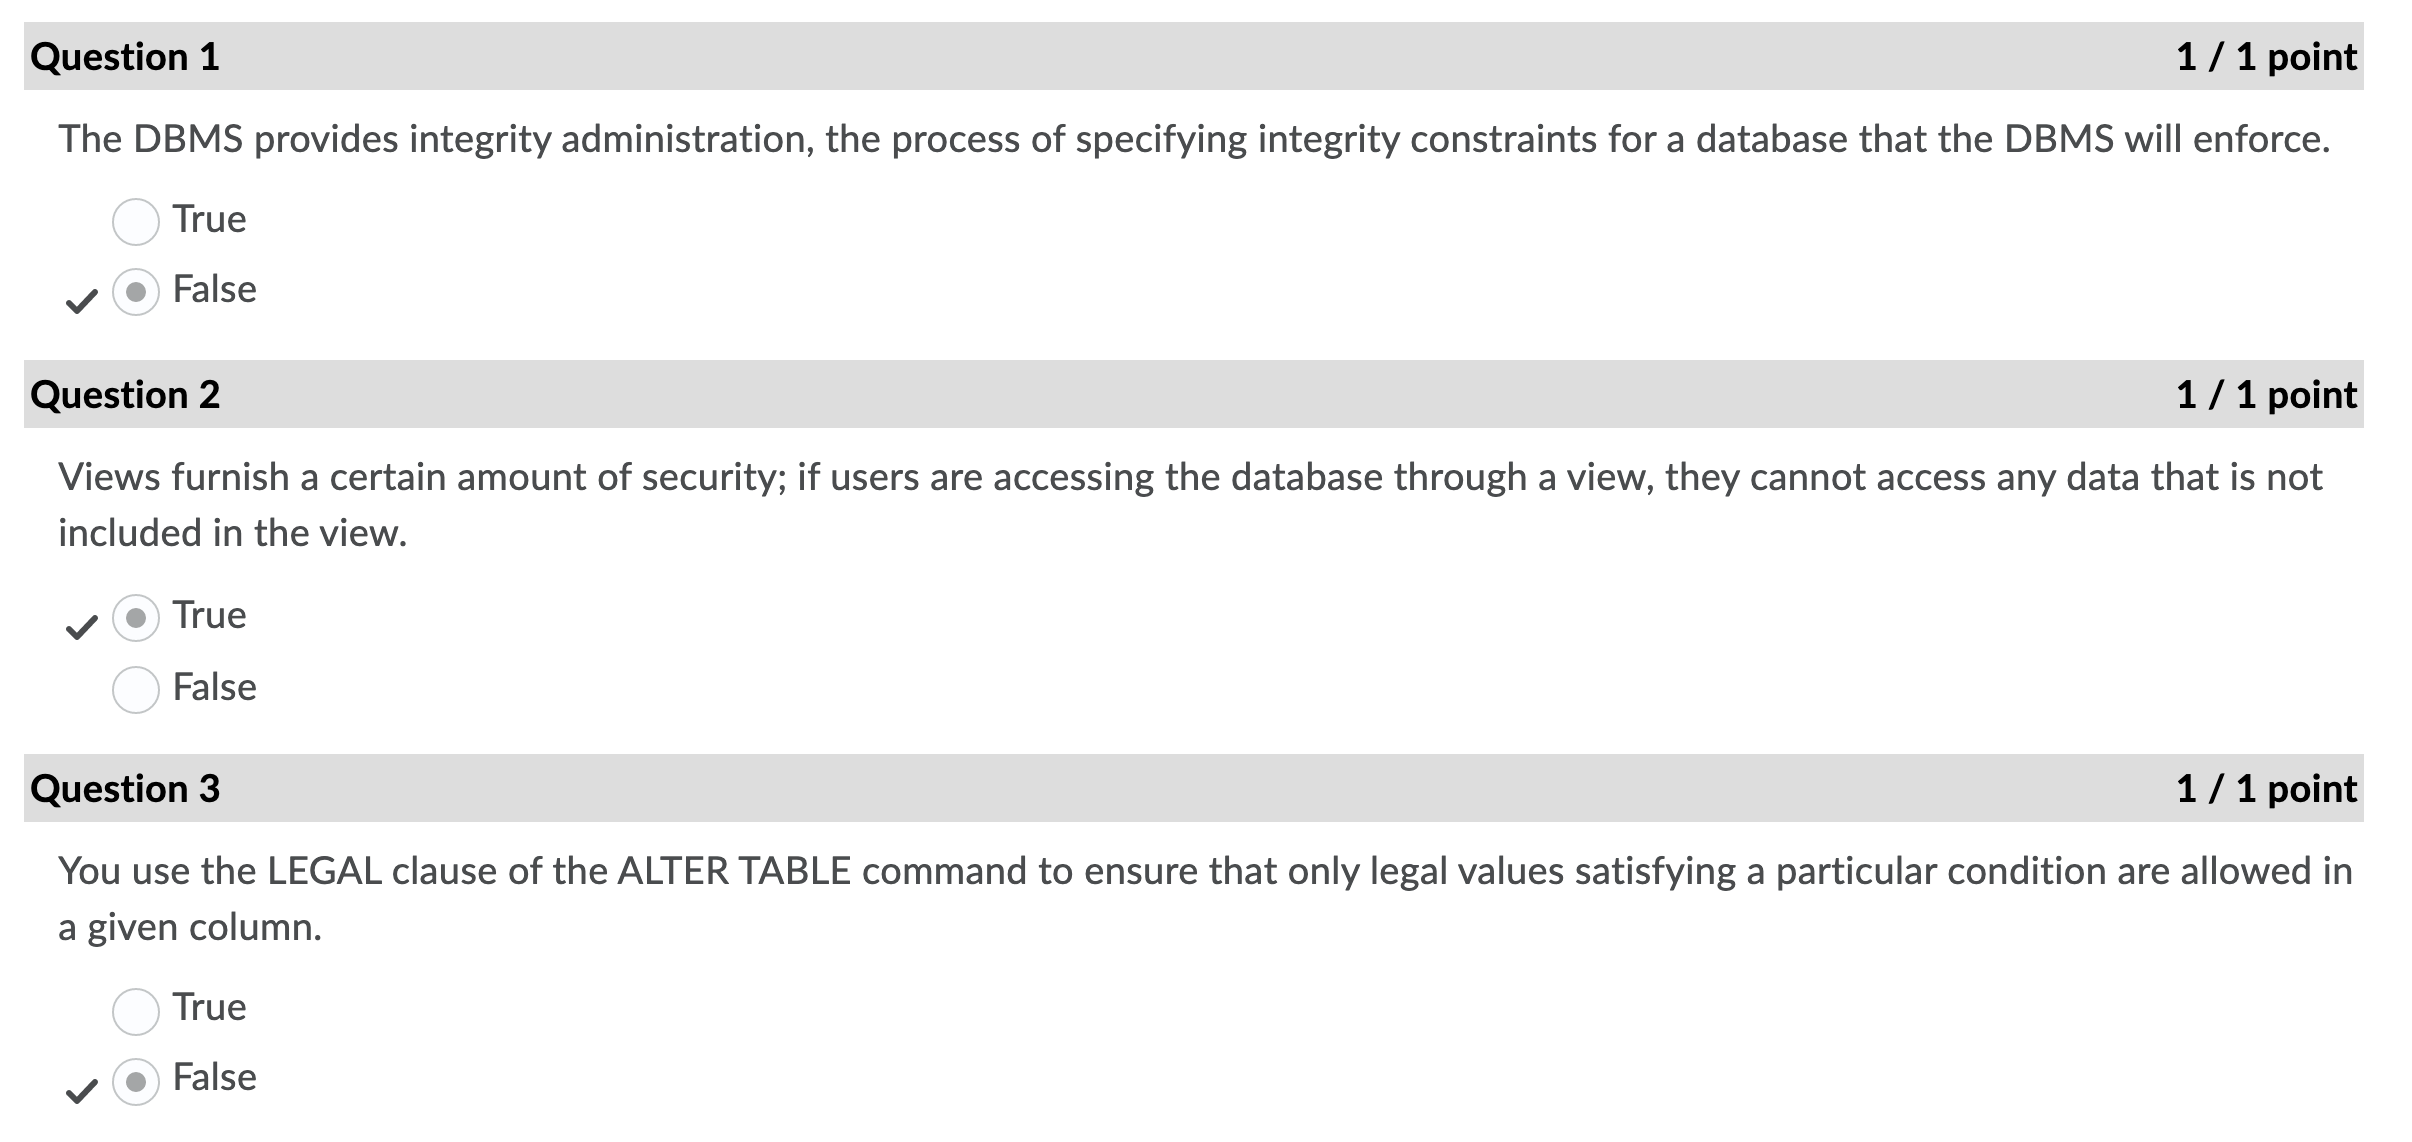 Question 1 1 / 1 point
The DBMS provides integrity administration, the process of specifying integrity constraints for a database that the DBMS will enforce.
True
False
Question 2 1 / 1 point
Views furnish a certain amount of security; if users are accessing the database through a view, they cannot access any data that is not
included in the view.
True
False
Question 3 1 / 1 point
You use the LEGAL clause of the ALTER TABLE command to ensure that only legal values satisfying a particular condition are allowed in
a given column.
True
False